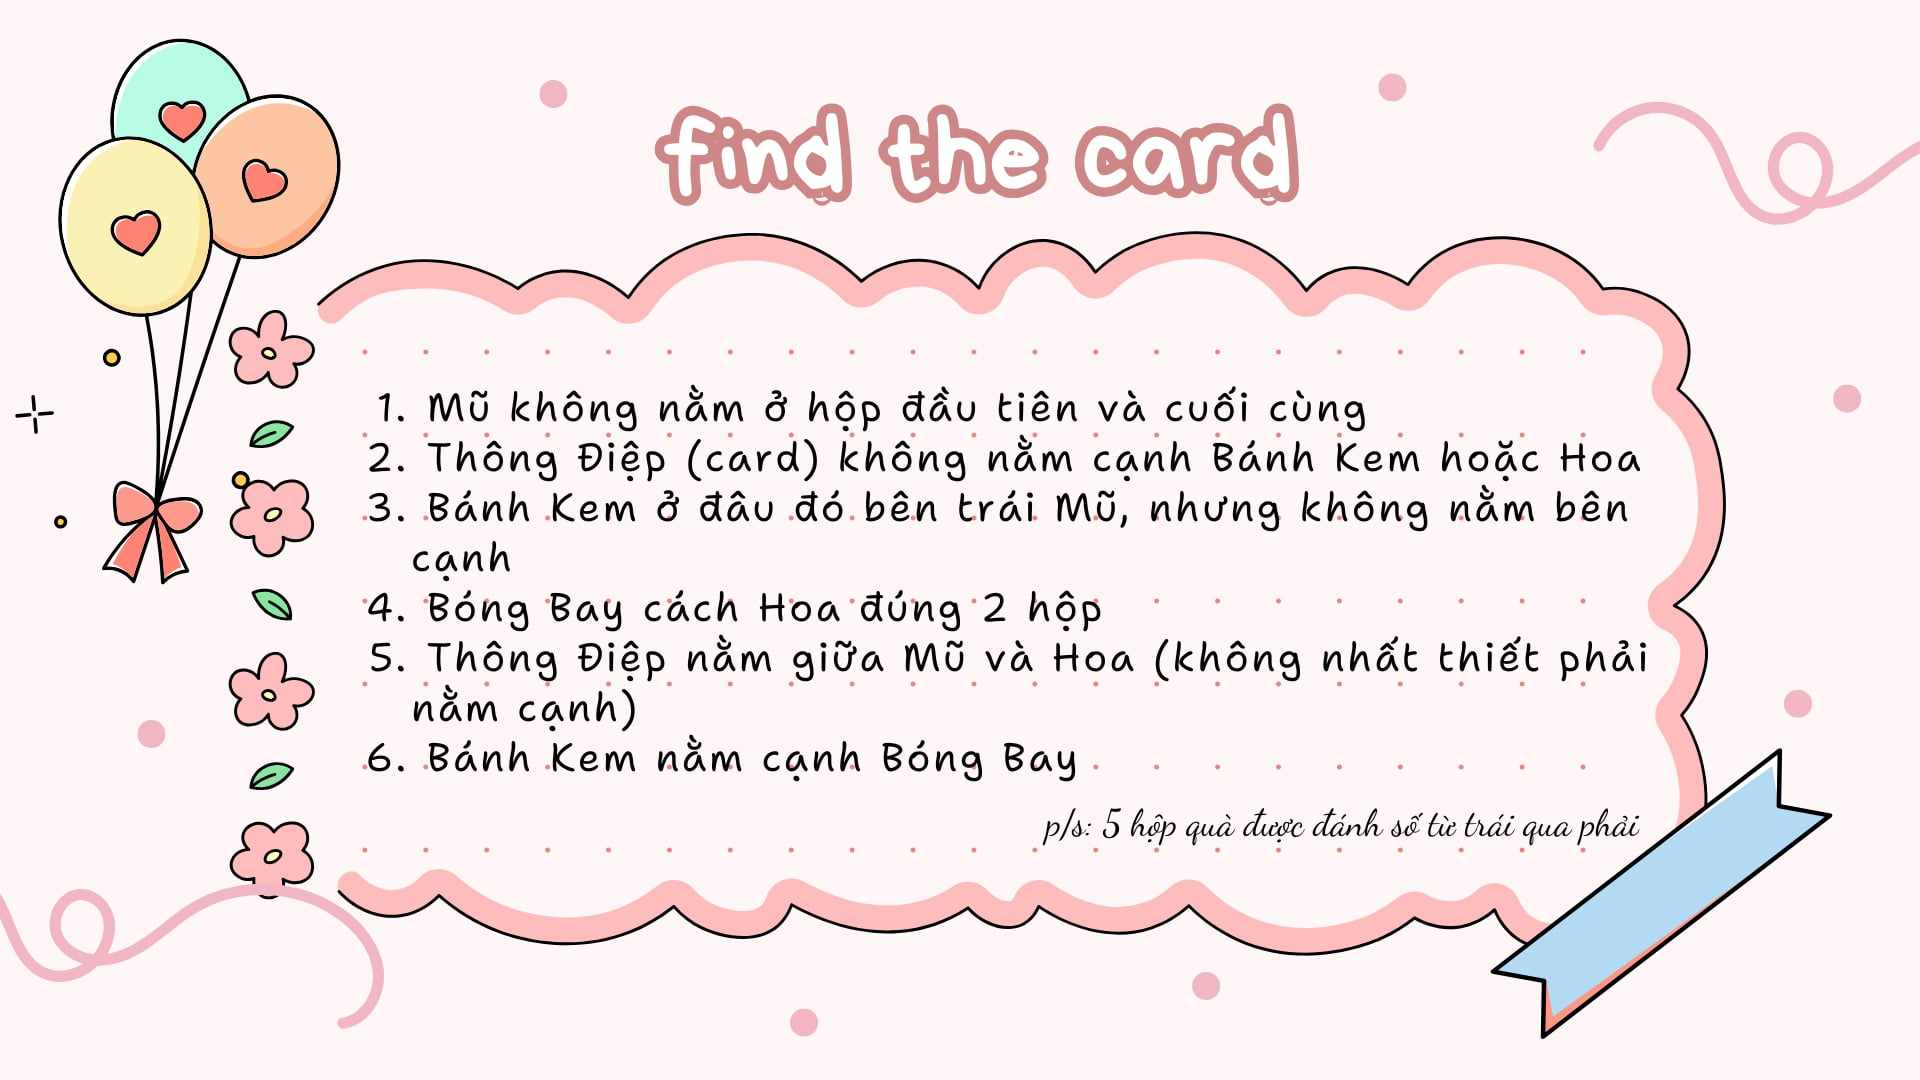 find the card
1. Mũ không nằm ở hộp đầu tiên và cuối cùng
2. Thông Điệp (card) không nằm cạnh Bánh Kem hoặc Hoa
3. Bánh Kem ở đâu đó bên trái Mũ, nhưng không nằm bên
cạnh
4. Bóng Bay cách Hoa đúng 2 hộp
5. Thông Điệp nằm giữa Mũ và Hoa (không nhất thiết phải
nằm cạnh)
6. Bánh Kem nằm cạnh Bóng Bay
p/s: 5 hộp quà được đánh số từ trái qua phải